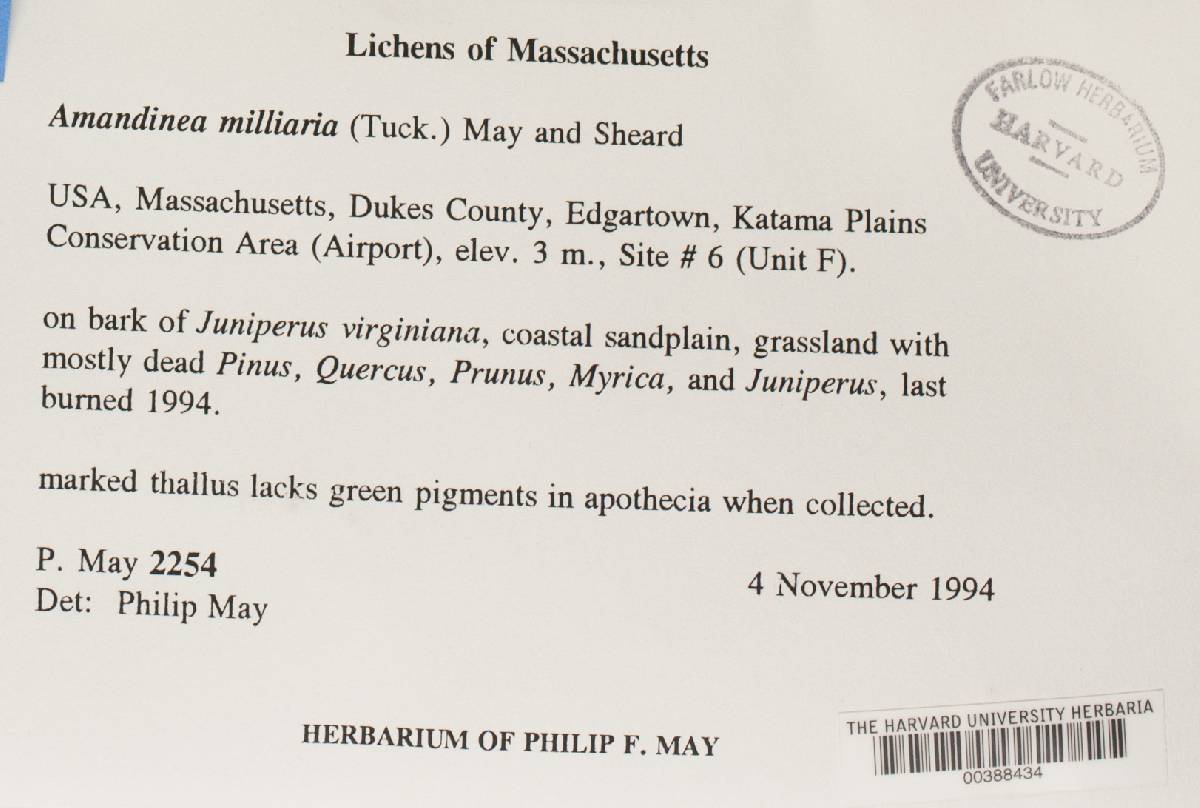 Lichens of Massachusetts
Amandinea milliaria (Tuck.) May and Sheard
USA, Massachusetts, Dukes County, Edgartown, Katama Plains
Conservation Area (Airport), elev. 3 m., Site # 6 (Unit F).
on bark of Juniperus virginiana, coastal sandplain, grassland with
mostly dead Pinus, Quercus, Prunus, Myrica, and Juniperus, last
burned 1994.
marked thallus lacks green pigments in apothecia when collected.
P. May 2254
4 November 1994
Det: Philip May
HERBARIUM OF PHILIP F. MAY
FARLOW HERBARIUM
HARVARD
UNIVERSITY
THE HARVARD UNIVERSITY HERBARIA
00388434